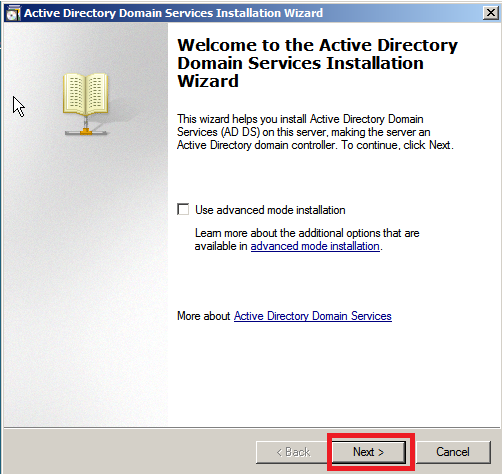 Active Directory Domain Services Installation Wizard
Welcome to the Active Directory
Domain Services Installation
Wizard
This wizard helps you install Active Directory Domain
Services (AD DS) on this server, making the server an
Active Directory domain controller. To continue, click Next.
Use advanced mode installation
Learn more about the additional options that are
available in advanced mode installation.
More about Active Directory Domain Services
< Back Next > Cancel